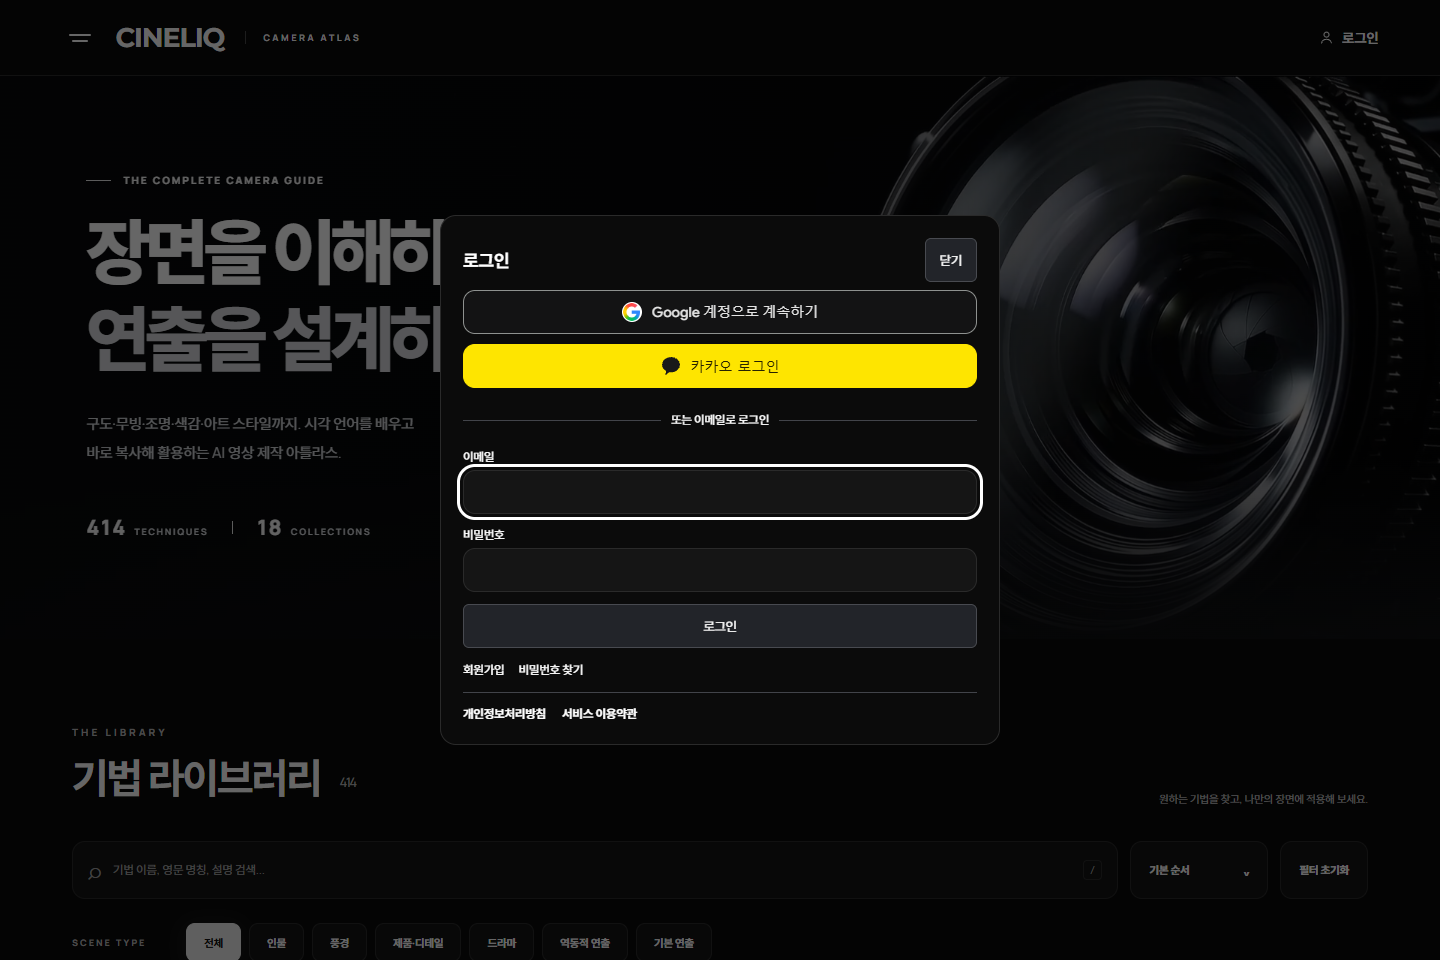 CINELIQ
CAMERA ATLAS
로그인
THE COMPLETE CAMERA GUIDE
장면을 이해하
연출을 설계하
구도·무빙·조명·색감·아트 스타일까지. 시각 언어를 배우고
바로 복사해 활용하는 AI 영상 제작 아틀라스.
414 TECHNIQUES
18 COLLECTIONS
로그인
닫기
Google 계정으로 계속하기
카카오 로그인
또는 이메일로 로그인
이메일
비밀번호
로그인
회원가입 비밀번호 찾기
개인정보처리방침 서비스 이용약관
THE LIBRARY
기법 라이브러리 414
원하는 기법을 찾고, 나만의 장면에 적용해 보세요.
기법 이름, 영문 명칭, 설명 검색...
/
기본 순서
필터 초기화
SCENE TYPE
전체
인물
풍경
제품·디테일
드라마
역동적 연출
기본 연출